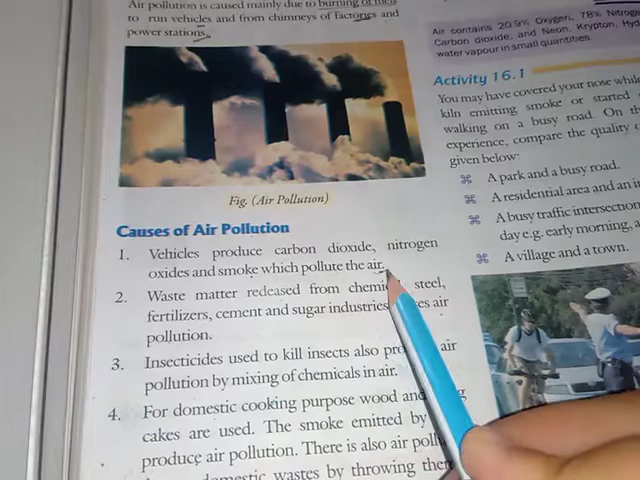 Air pollution is caused mainly due to burning of fuels
to run vehicles and from chimneys of factories and
power stations.
Fig. (Air Pollution)
Causes of Air Pollution
1. Vehicles produce carbon dioxide, nitrogen
oxides and smoke which pollute the air.
2. Waste matter redeased from chemi steel,
fertilizers, cement and sugar industries es air
pollution.
3. Insecticides used to kill insects also pro air
pollution by mixing of chemicals in air.
4. For domestic cooking purpose wood and g
cakes are used. The smoke emitted by
produce air pollution. There is also air poll
domestic wastes by throwing the
Air contains 20.9% Oxygen, 78% Nitroge
Carbon dioxide, and Neon, Krypton, Hyd
water vapour in small quantities.
Activity 16.1
You may have covered your nose while
kiln emitting smoke or started
walking on a busy road. On th
experience, compare the quality
given below:
⌘ A park and a busy road.
⌘ A residential area and an in
⌘ A busy traffic intersection
day e.g. early morning, a
⌘ A village and a town.